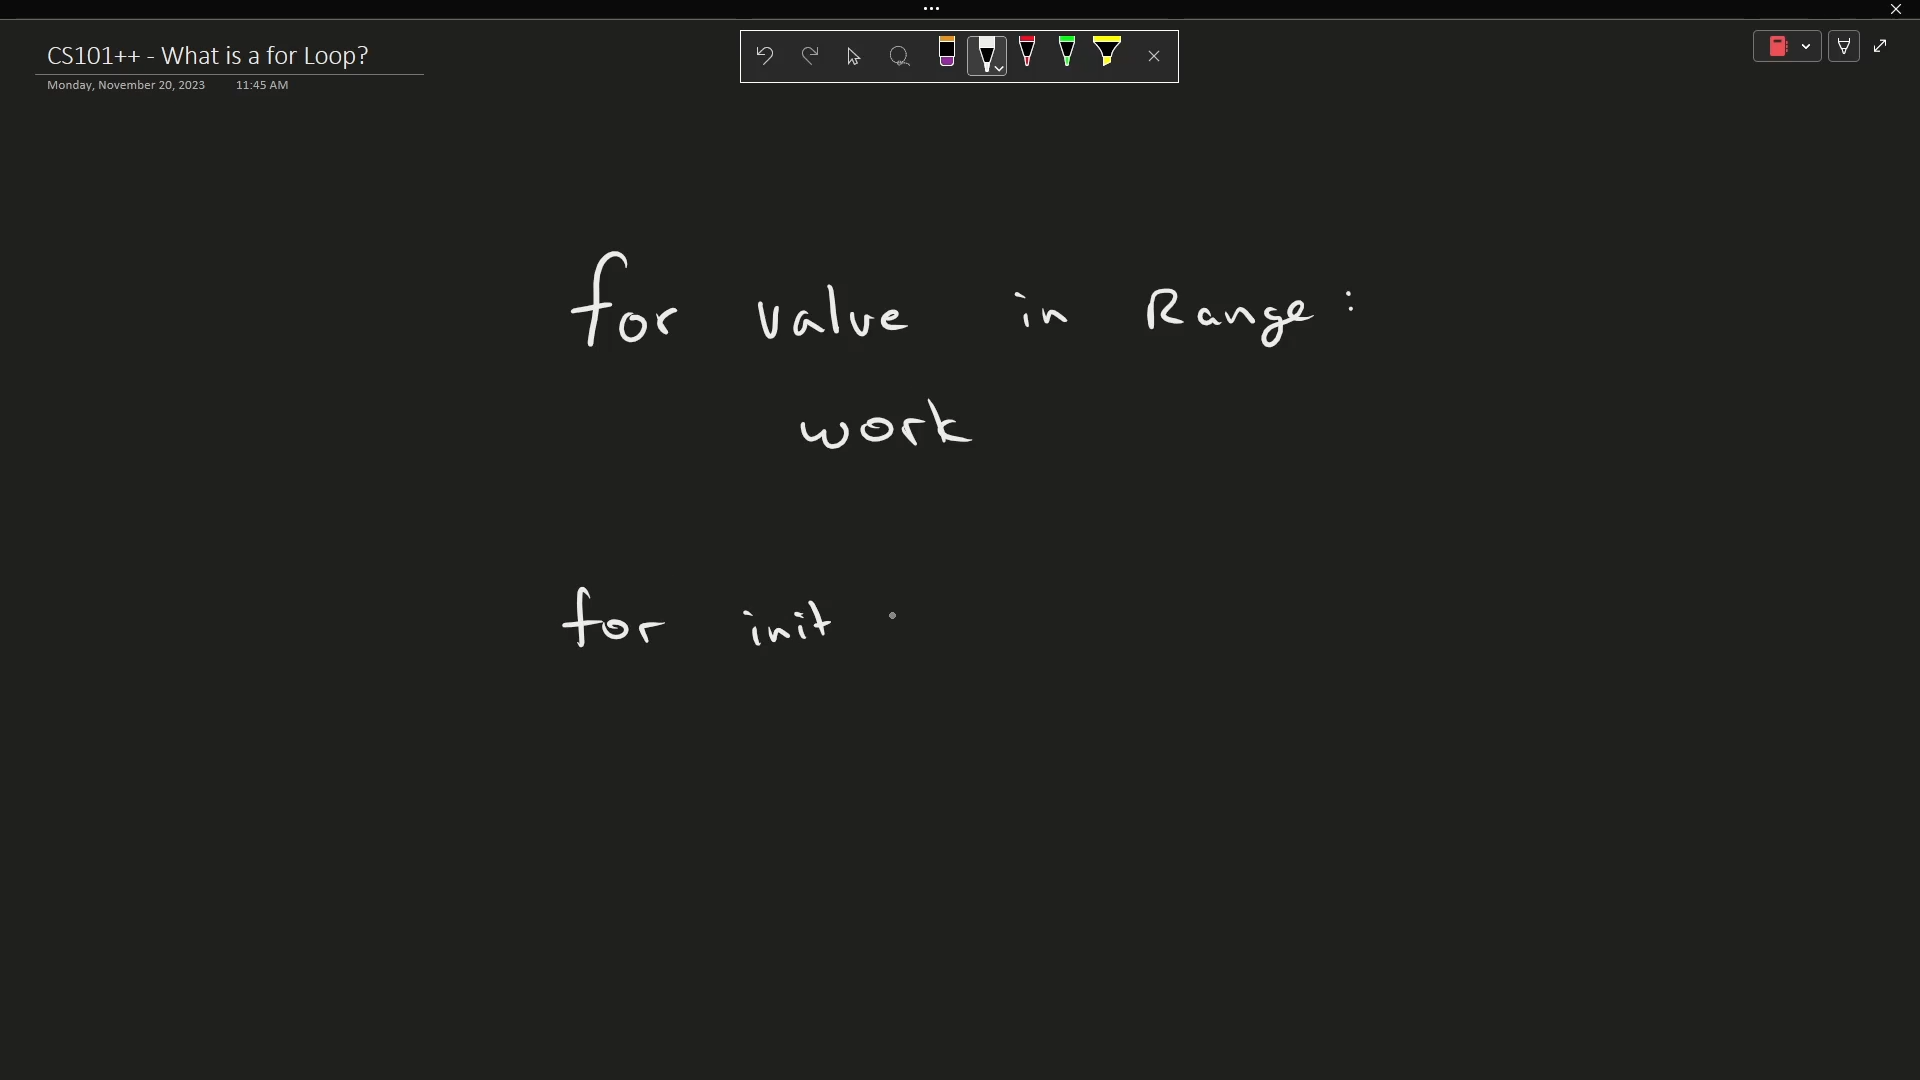 CS101++ - What is a for Loop?
Monday, November 20, 2023 11:45 AM
for value in Range:
work
for init